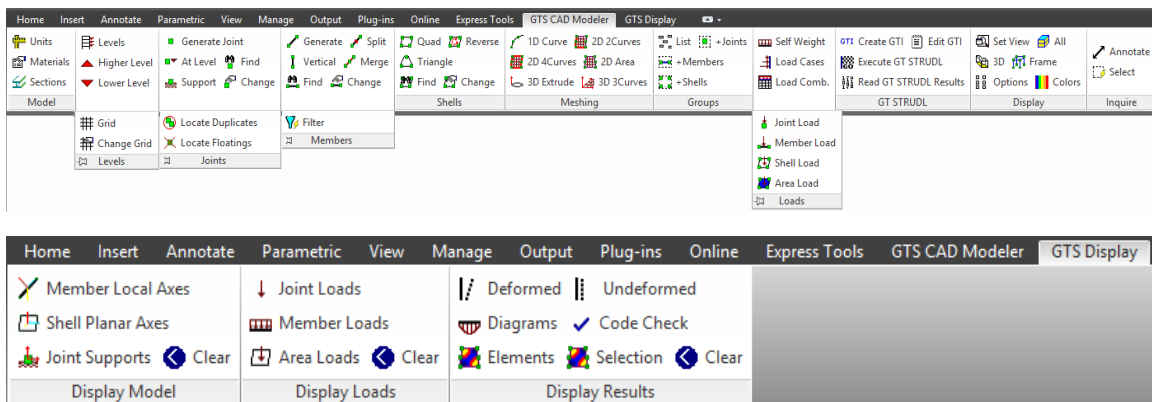 Home Insert Annotate Parametric View Manage Output Plug-ins Online Express Tools GTS CAD Modeler GTS Display
Units Levels Generate Joint Generate Split Quad Reverse 1D Curve 2D 2Curves List +Joints Self Weight GTI Create GTI Edit GTI Set View All Annotate
Materials Higher Level At Level Find Vertical Merge Triangle 2D 4Curves 2D Area +Members Load Cases Execute GT STRUDL 3D Frame Select
Sections Lower Level Support Change Find Change Find Change 3D Extrude 3D 3Curves +Shells Load Comb. Read GT STRUDL Results Options Colors
Model Shells Meshing Groups GT STRUDL Display Inquire
Grid Locate Duplicates Filter Joint Load
Change Grid Locate Floatings Members Member Load
Levels Joints Shell Load
Area Load
Loads
Home Insert Annotate Parametric View Manage Output Plug-ins Online Express Tools GTS CAD Modeler GTS Display
Member Local Axes Joint Loads Deformed Undeformed
Shell Planar Axes Member Loads Diagrams Code Check
Joint Supports Clear Area Loads Clear Elements Selection Clear
Display Model Display Loads Display Results